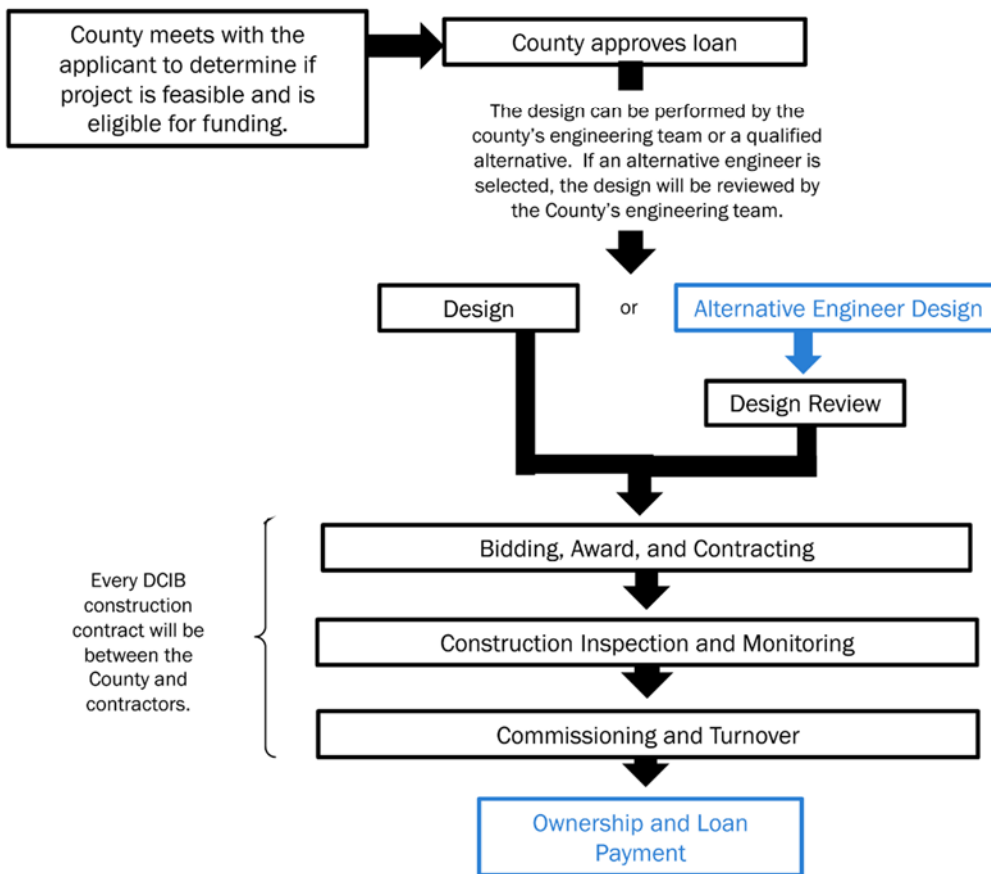 County meets with the
applicant to determine if
project is feasible and is
eligible for funding.
County approves loan
The design can be performed by the
county's engineering team or a qualified
alternative.  If an alternative engineer is
selected, the design will be reviewed by
the County's engineering team.
Design
or
Alternative Engineer Design
Design Review
Every DCIB
construction
contract will be
between the
County and
contractors.
Bidding, Award, and Contracting
Construction Inspection and Monitoring
Commissioning and Turnover
Ownership and Loan
Payment